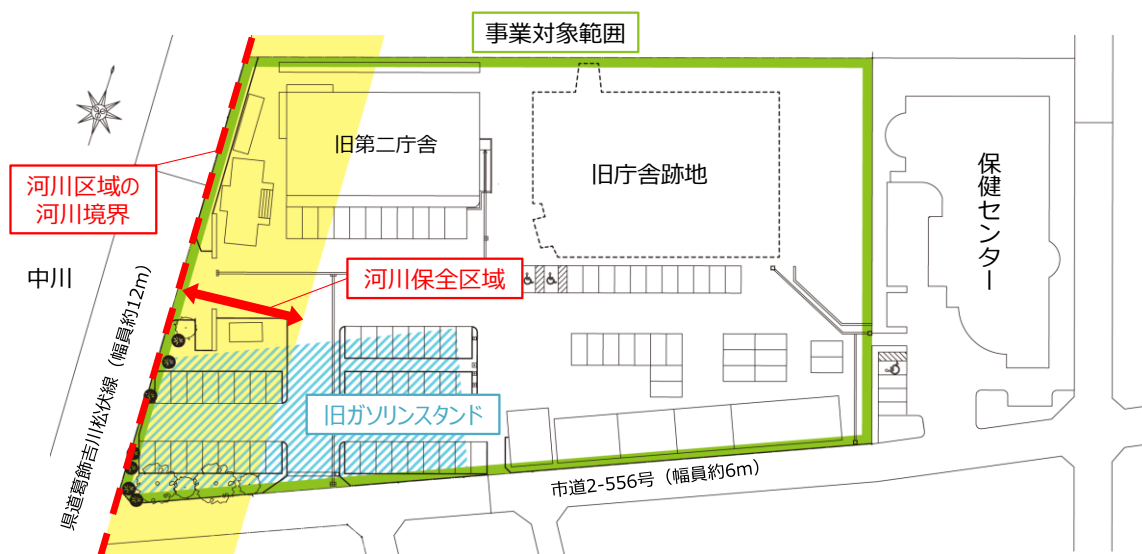 事業対象範囲
旧第二庁舎
旧庁舎跡地
保健センター
河川区域の
河川境界
河川保全区域
中川
県道葛飾吉川松伏線（幅員約12m）
旧ガソリンスタンド
市道2-556号（幅員約6m）